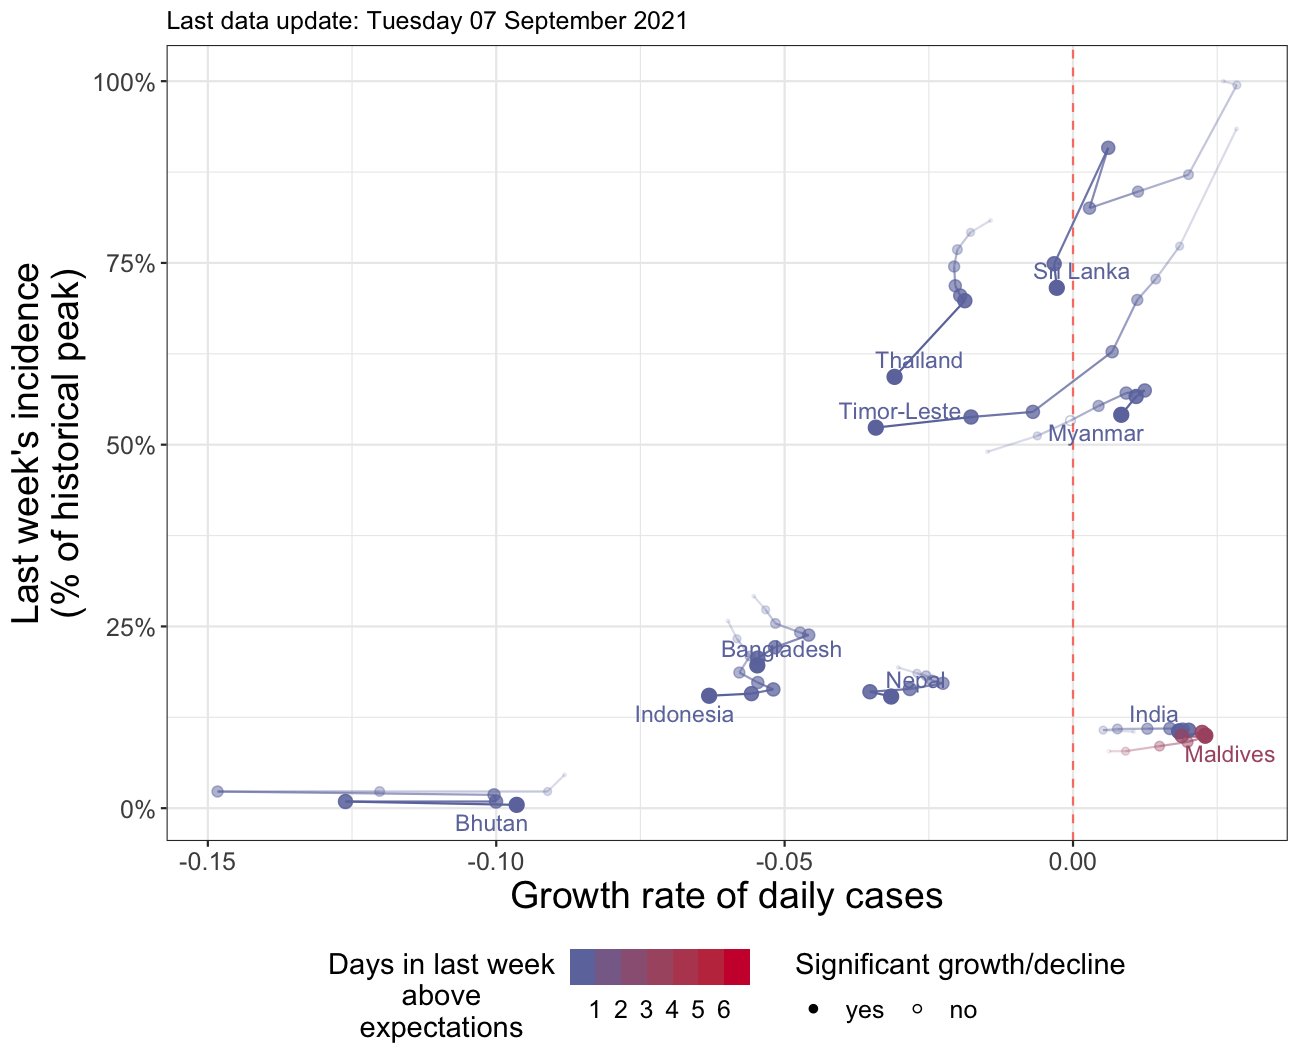 Last data update: Tuesday 07 September 2021
Last week's incidence
(% of historical peak)
100%
75%
50%
25%
0%
Sri Lanka
Thailand
Timor-Leste
Myanmar
Bangladesh
Nepal
Indonesia
India
Maldives
Bhutan
-0.15 -0.10 -0.05 0.00
Growth rate of daily cases
Days in last week
above
expectations
1 2 3 4 5 6
Significant growth/decline
yes no